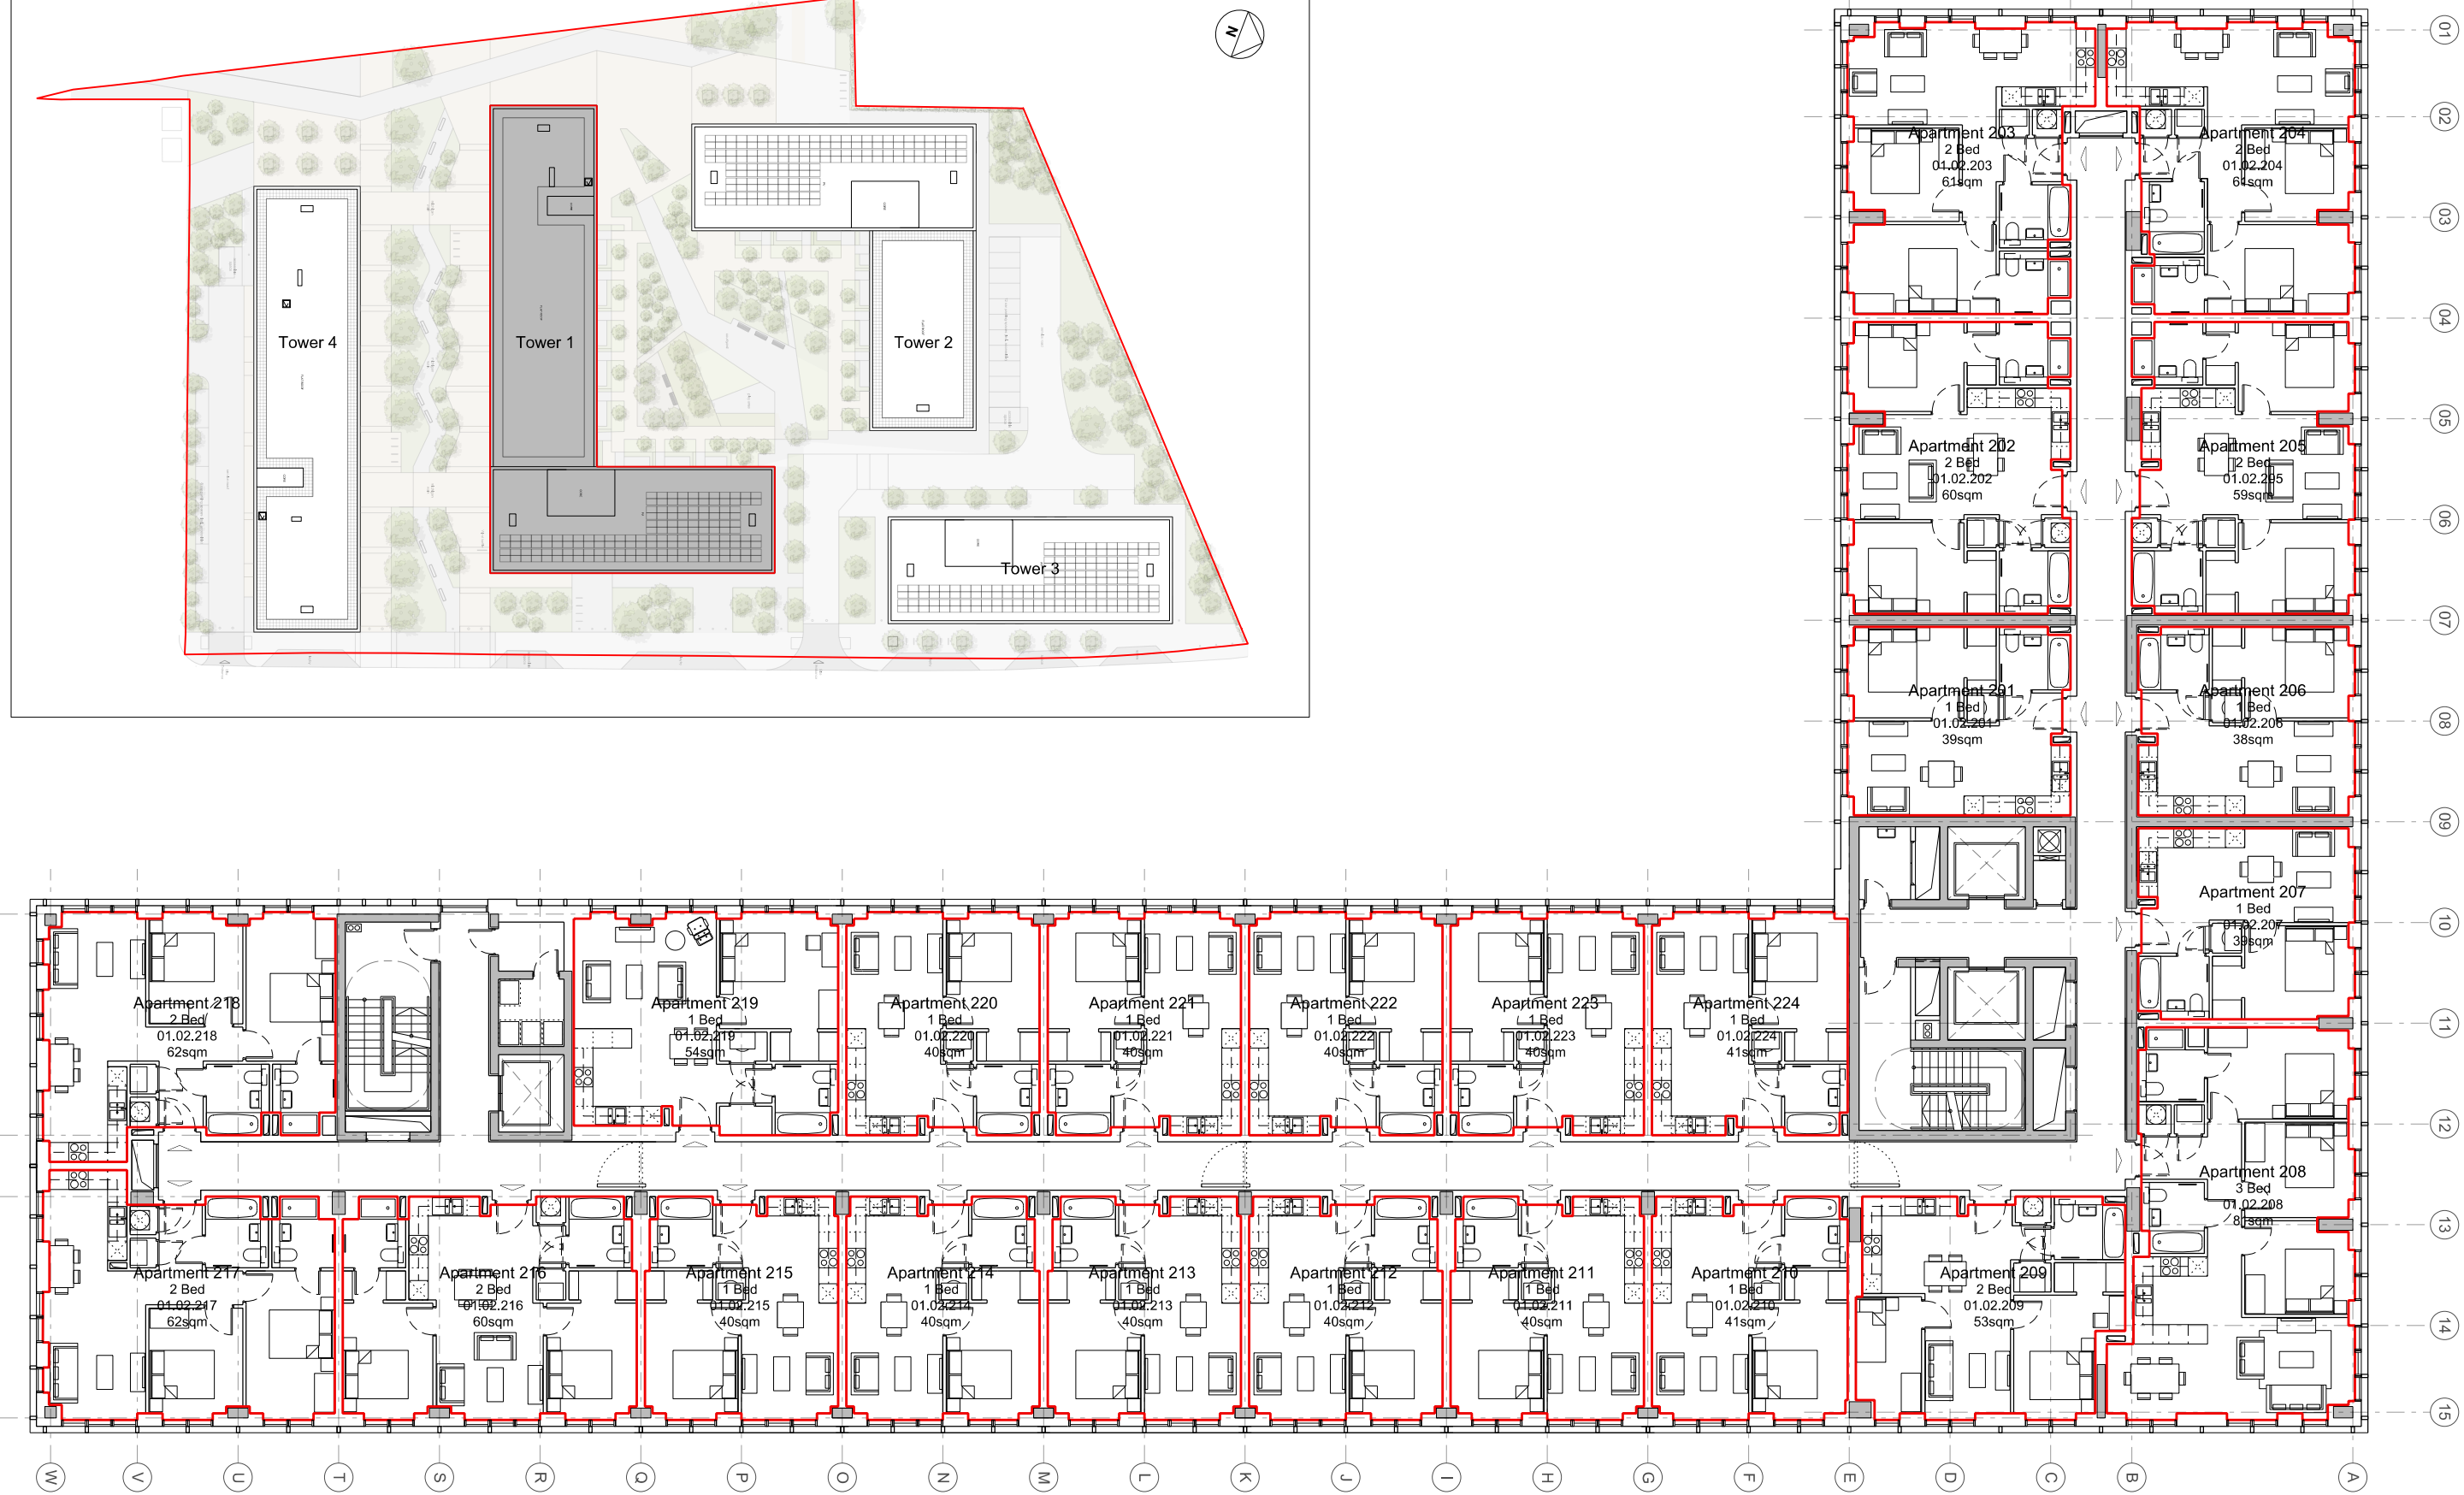 N
Tower 4
Tower 1
Tower 2
Tower 3
Apartment 203
2 Bed
01.02.203
61sqm
Apartment 204
2 Bed
01.02.204
61sqm
Apartment 202
2 Bed
01.02.202
60sqm
Apartment 205
2 Bed
01.02.205
59sqm
Apartment 201
1 Bed
01.02.201
39sqm
Apartment 206
1 Bed
01.02.206
38sqm
Apartment 207
1 Bed
01.02.207
39sqm
Apartment 208
3 Bed
01.02.208
Apartment 218
2 Bed
01.02.218
62sqm
Apartment 219
1 Bed
01.02.219
54sqm
Apartment 220
1 Bed
01.02.220
40sqm
Apartment 221
1 Bed
01.02.221
40sqm
Apartment 222
1 Bed
01.02.222
40sqm
Apartment 223
1 Bed
01.02.223
40sqm
Apartment 224
1 Bed
01.02.224
41sqm
Apartment 217
2 Bed
01.02.217
62sqm
Apartment 216
2 Bed
01.02.216
60sqm
Apartment 215
1 Bed
01.02.215
40sqm
Apartment 214
1 Bed
01.02.214
40sqm
Apartment 213
1 Bed
01.02.213
40sqm
Apartment 212
1 Bed
01.02.212
40sqm
Apartment 211
1 Bed
01.02.211
40sqm
Apartment 210
1 Bed
01.02.210
41sqm
Apartment 209
2 Bed
01.02.209
53sqm
01
02
03
04
05
06
07
08
09
10
11
12
13
14
15
W
V
U
T
S
R
Q
P
O
N
M
L
K
J
I
H
G
F
E
D
C
B
A